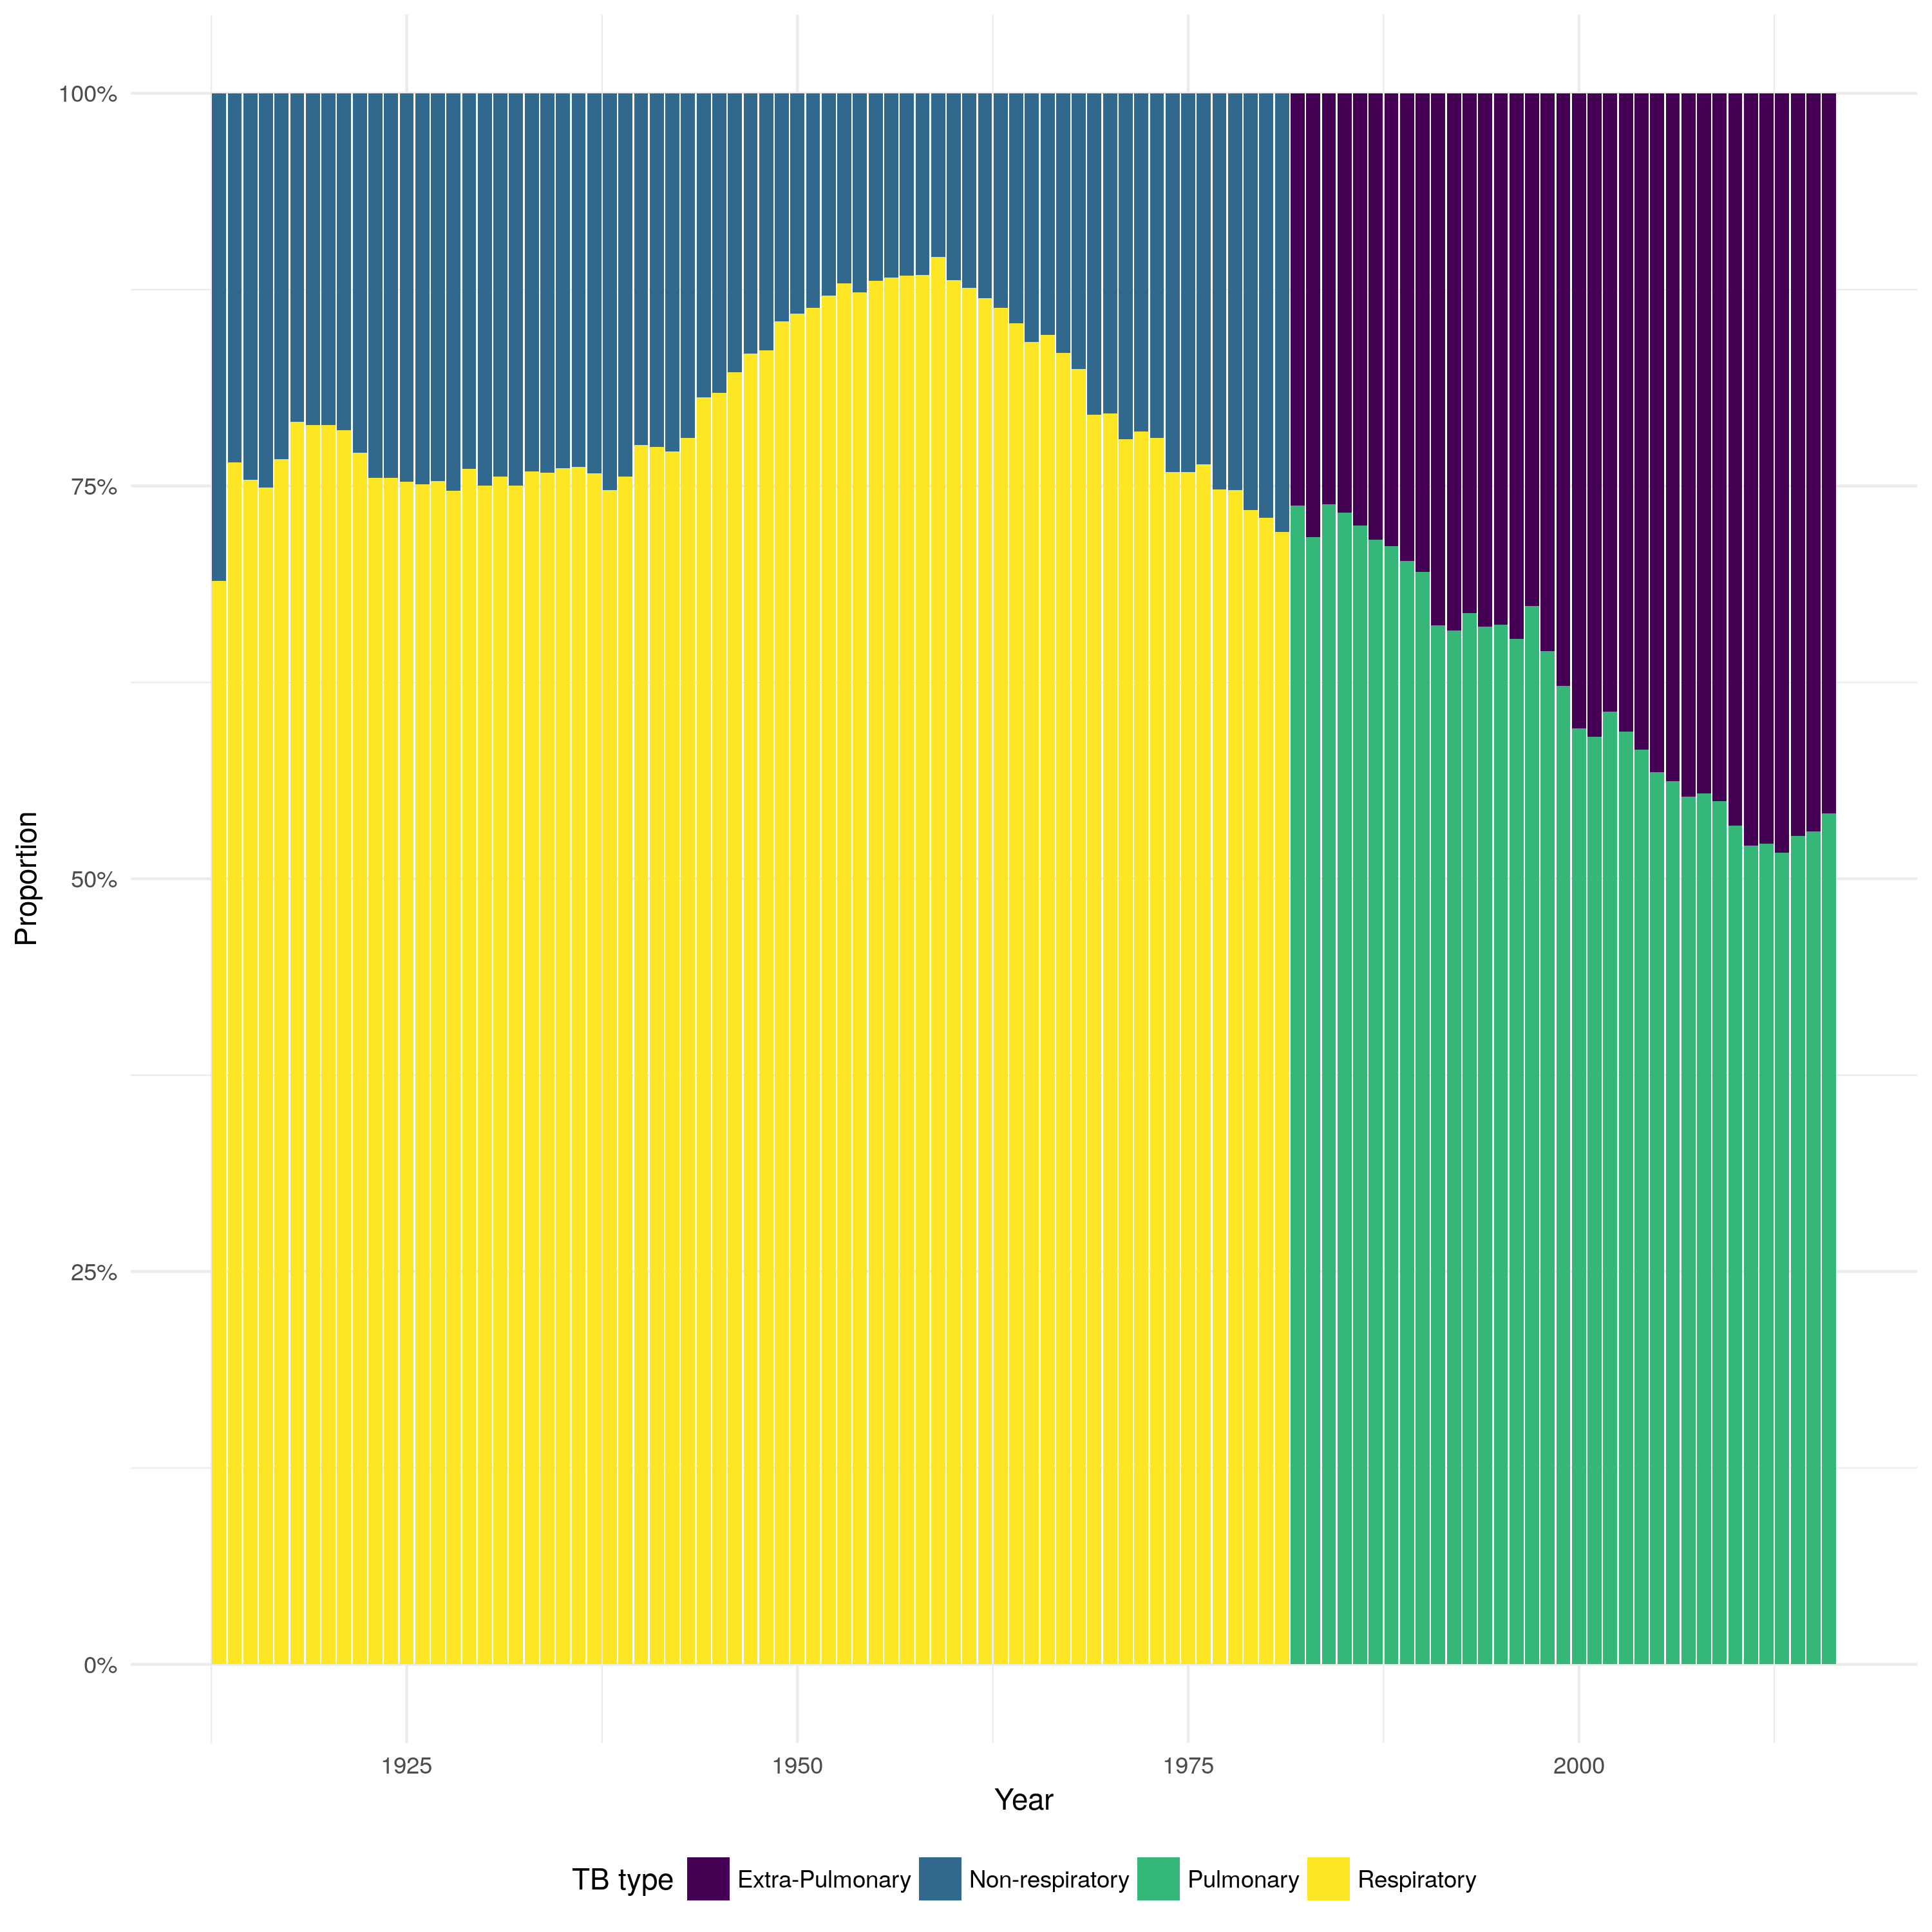 100%
75%
50%
25%
0%
Proportion
1925 1950 1975 2000
Year
TB type Extra-Pulmonary Non-respiratory Pulmonary Respiratory